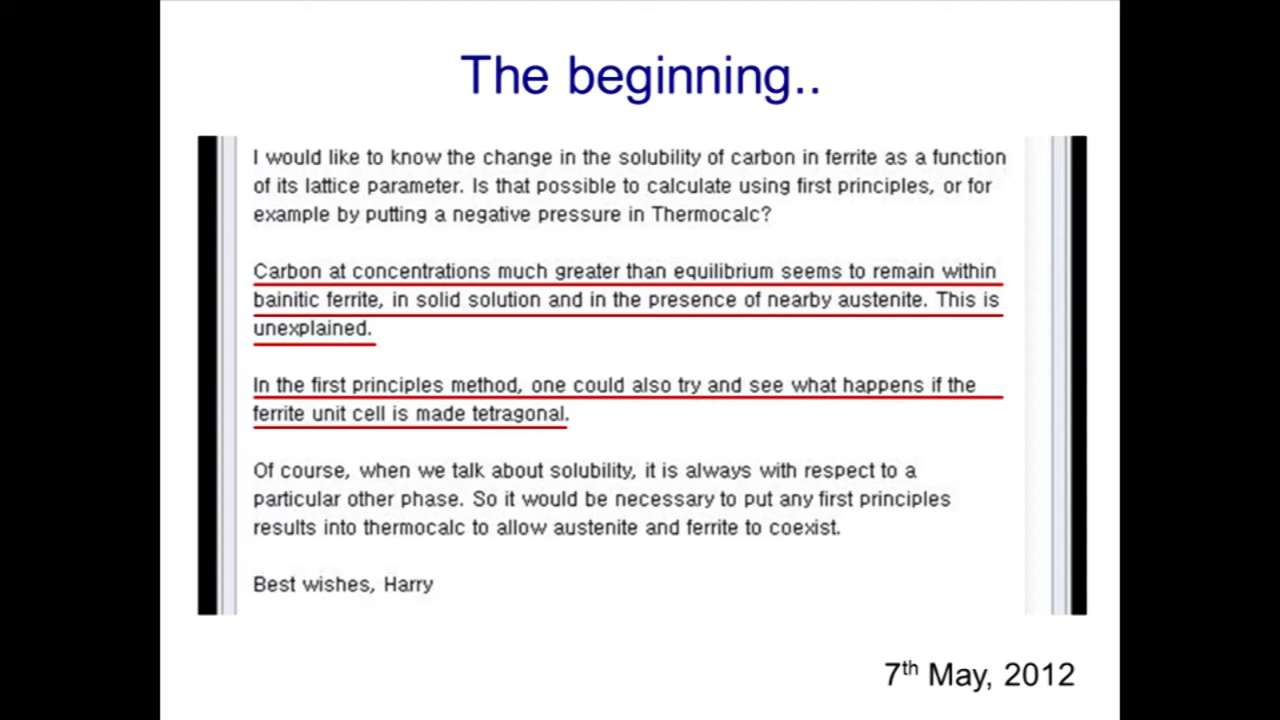 The beginning..
I would like to know the change in the solubility of carbon in ferrite as a function
of its lattice parameter. Is that possible to calculate using first principles, or for
example by putting a negative pressure in Thermocalc?
Carbon at concentrations much greater than equilibrium seems to remain within
bainitic ferrite, in solid solution and in the presence of nearby austenite. This is
unexplained.
In the first principles method, one could also try and see what happens if the
ferrite unit cell is made tetragonal.
Of course, when we talk about solubility, it is always with respect to a
particular other phase. So it would be necessary to put any first principles
results into thermocalc to allow austenite and ferrite to coexist.
Best wishes, Harry
7th May, 2012